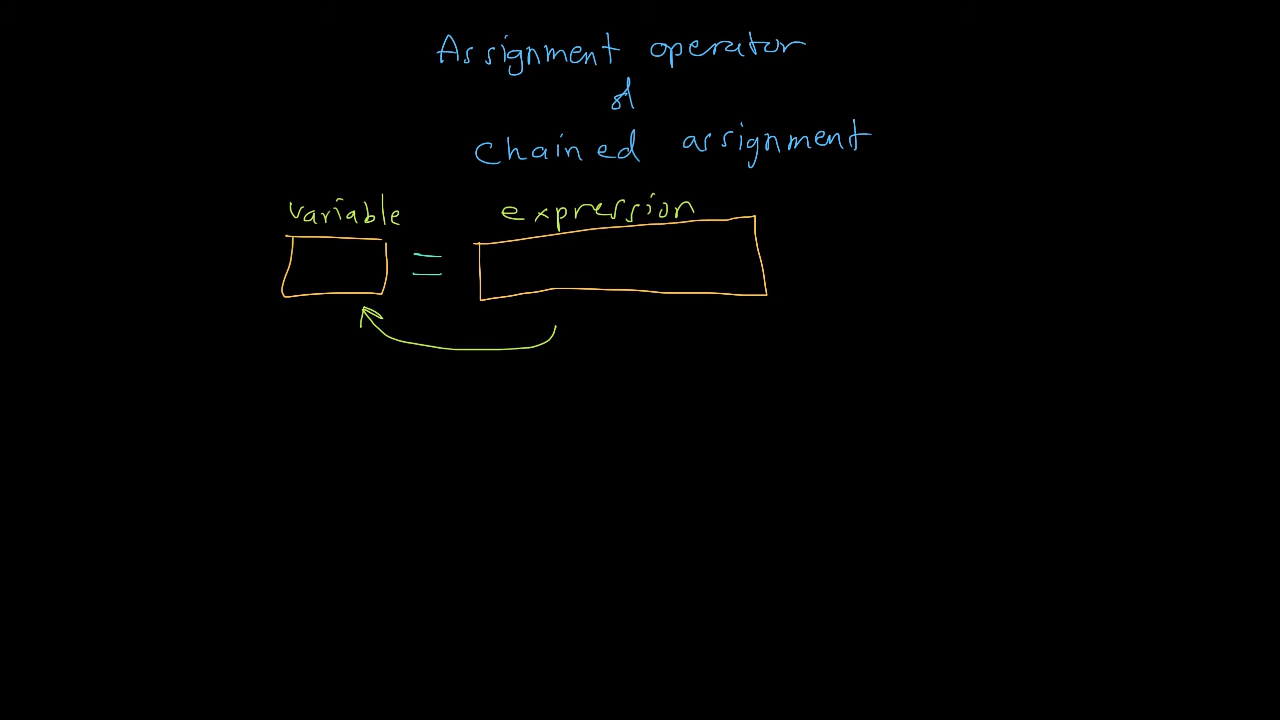 Assignment operator
&
chained assignment
variable expression
=